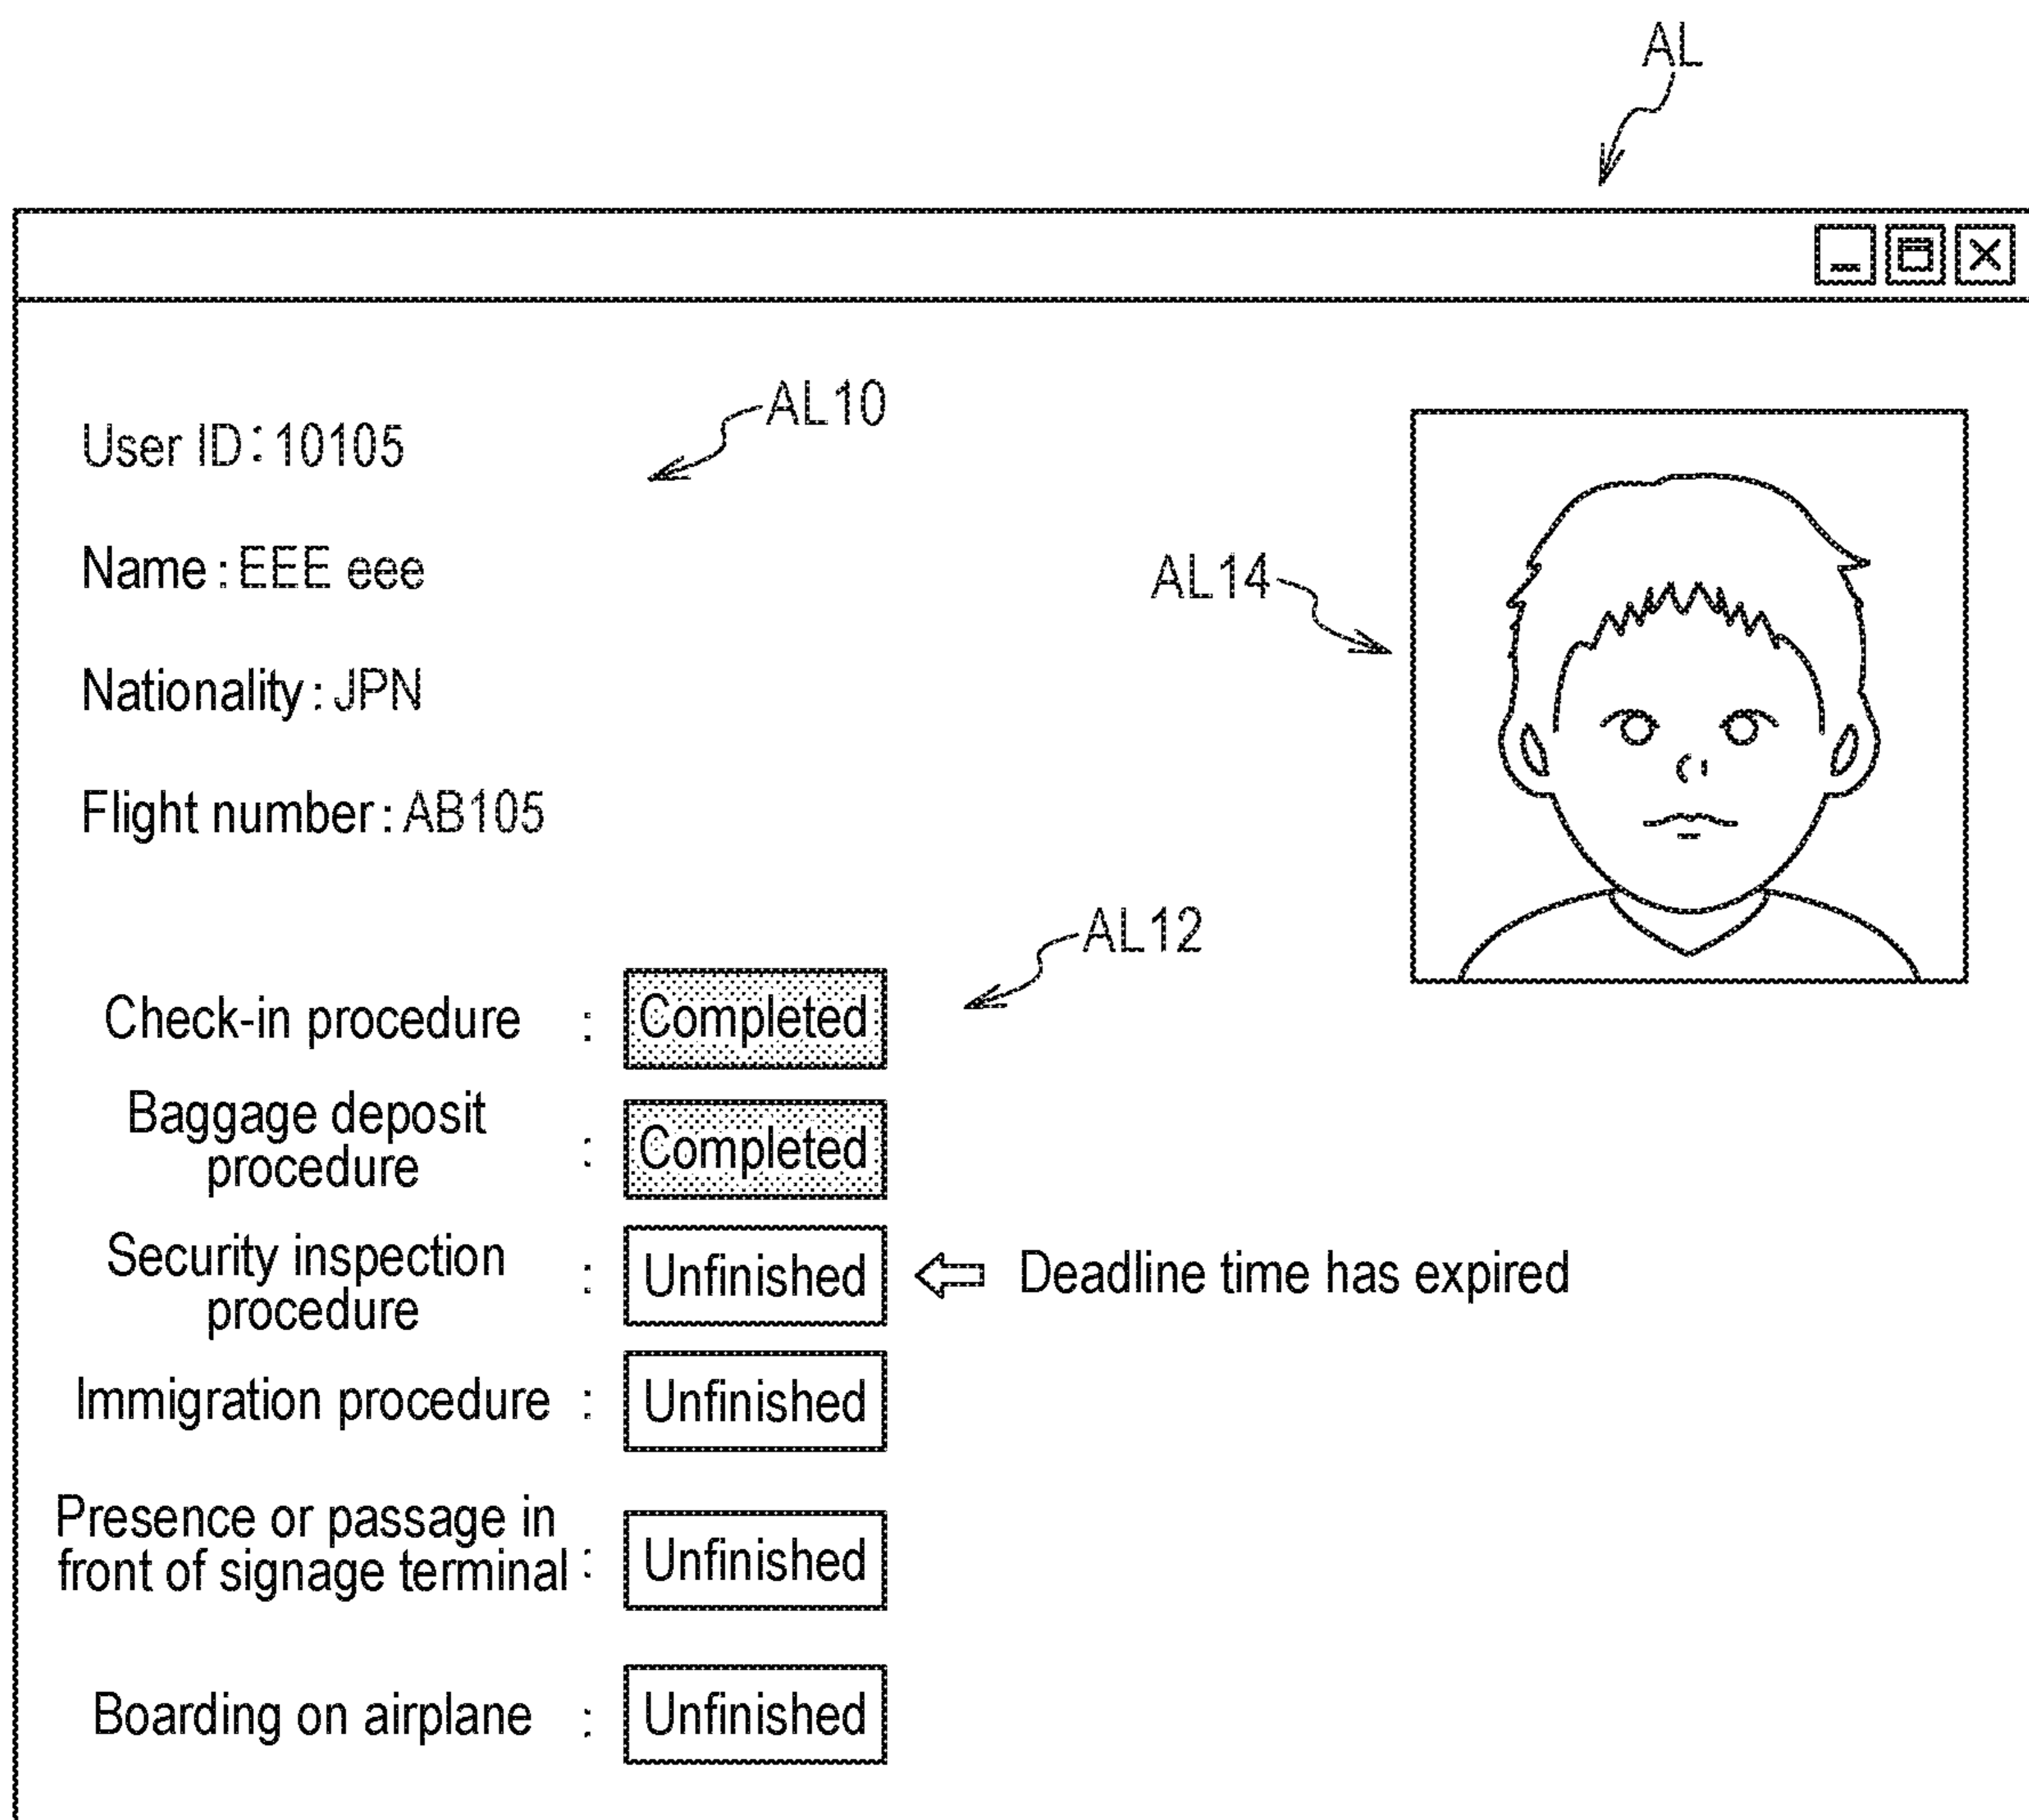 AL
User ID:10105
AL10
Name:EEE eee
AL14
Nationality:JPN
Flight number:AB105
AL12
Check-in procedure : Completed
Baggage deposit
procedure : Completed
Security inspection
procedure : Unfinished ⇦ Deadline time has expired
Immigration procedure : Unfinished
Presence or passage in
front of signage terminal : Unfinished
Boarding on airplane : Unfinished